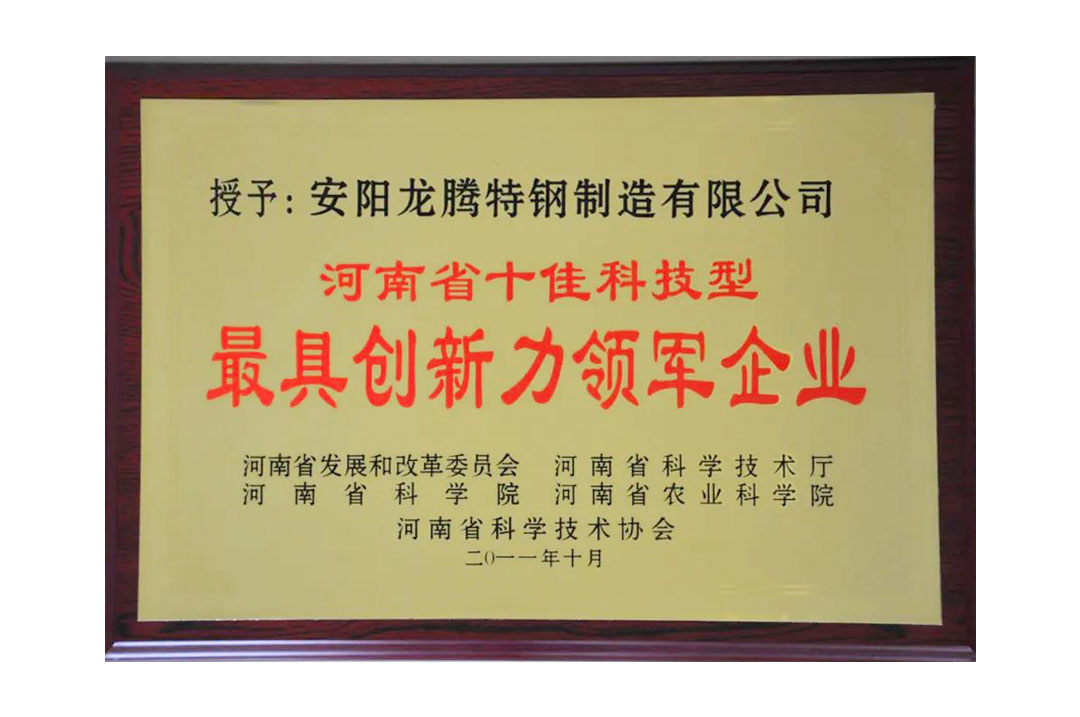 授予：安阳龙腾特钢制造有限公司
河南省十佳科技型
最具创新力领军企业
河南省发展和改革委员会 河南省科学技术厅
河南省科学院 河南省农业科学院
河南省科学技术协会
二〇一一年十月